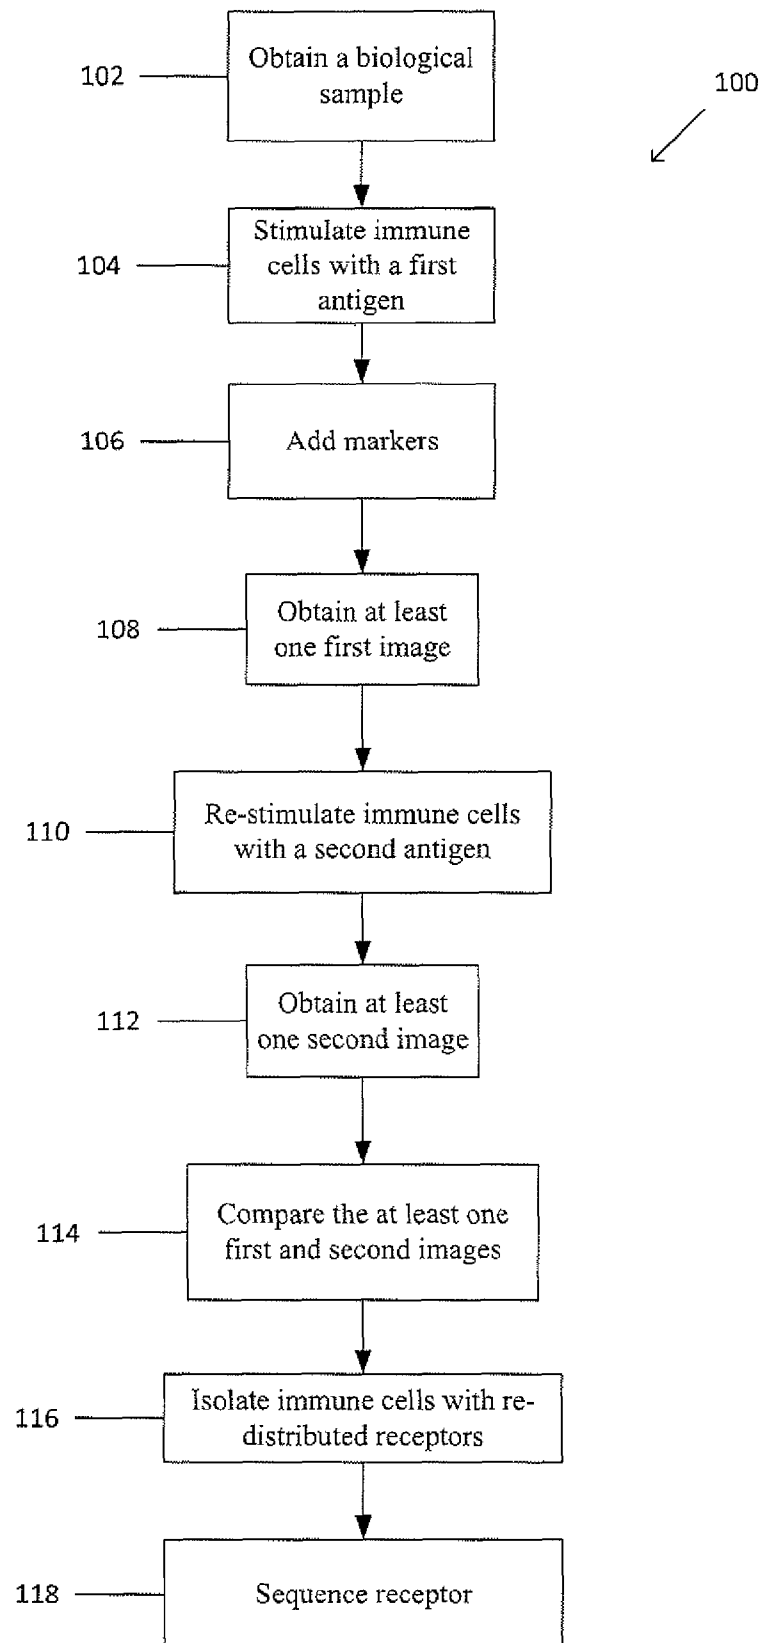 102
Obtain a biological
sample
100
104
Stimulate immune
cells with a first
antigen
106
Add markers
108
Obtain at least
one first image
110
Re-stimulate immune cells
with a second antigen
112
Obtain at least
one second image
114
Compare the at least one
first and second images
116
Isolate immune cells with re-
distributed receptors
118
Sequence receptor